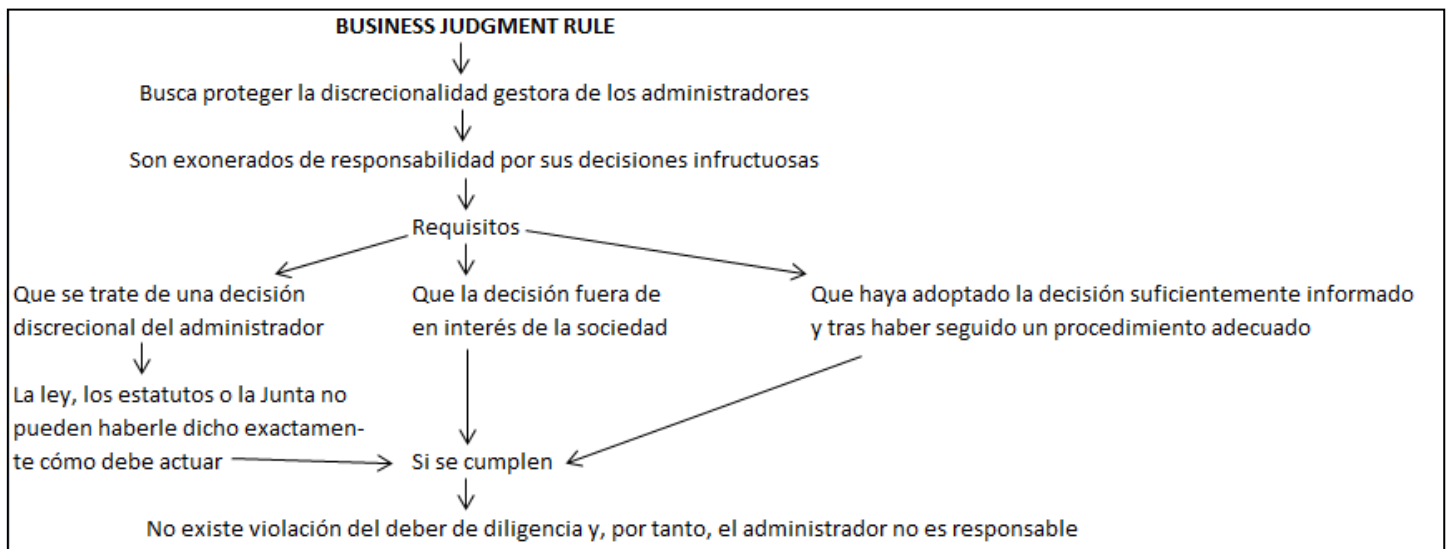 BUSINESS JUDGMENT RULE
Busca proteger la discrecionalidad gestora de los administradores
Son exonerados de responsabilidad por sus decisiones infructuosas
Requisitos
Que se trate de una decisión
discrecional del administrador
La ley, los estatutos o la Junta no
pueden haberle dicho exactamen-
te cómo debe actuar
Que la decisión fuera de
en interés de la sociedad
Que haya adoptado la decisión suficientemente informado
y tras haber seguido un procedimiento adecuado
Si se cumplen
No existe violación del deber de diligencia y, por tanto, el administrador no es responsable